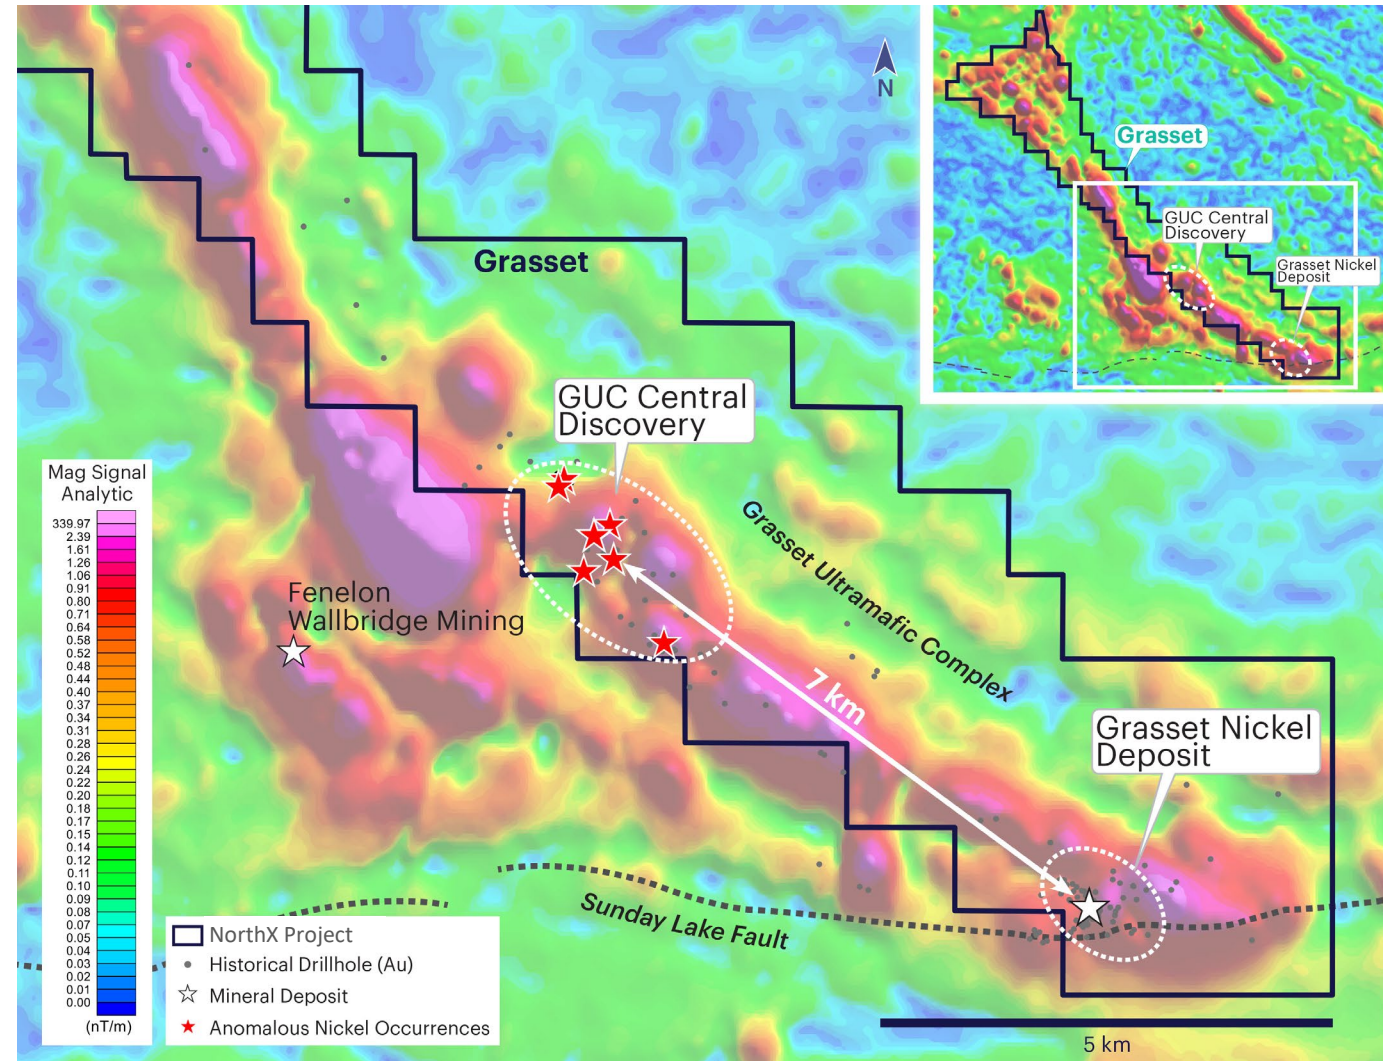 N
Grasset
GUC Central
Discovery
Grasset Nickel
Deposit
Grasset
GUC Central
Discovery
Grasset Ultramafic Complex
7 km
Fenelon
Wallbridge Mining
Grasset Nickel
Deposit
Sunday Lake Fault
Mag Signal
Analytic
339.97
2.39
1.61
1.26
1.06
0.91
0.80
0.71
0.64
0.58
0.52
0.48
0.44
0.40
0.37
0.34
0.31
0.28
0.26
0.24
0.22
0.20
0.18
0.17
0.15
0.14
0.12
0.11
0.10
0.09
0.08
0.07
0.05
0.04
0.03
0.02
0.01
0.00
(nT/m)
NorthX Project
Historical Drillhole (Au)
Mineral Deposit
Anomalous Nickel Occurrences
5 km